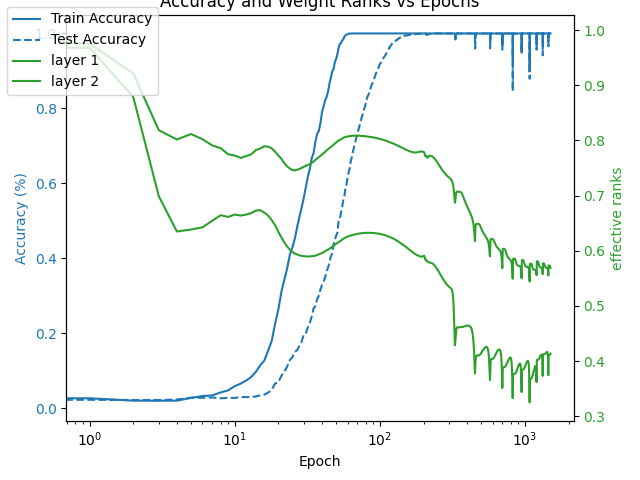 Accuracy and Weight Ranks vs Epochs
Train Accuracy
Test Accuracy
layer 1
layer 2
Accuracy (%)
1.0
0.8
0.6
0.4
0.2
0.0
effective ranks
1.0
0.9
0.8
0.7
0.6
0.5
0.4
0.3
10⁰
10¹
10²
10³
Epoch